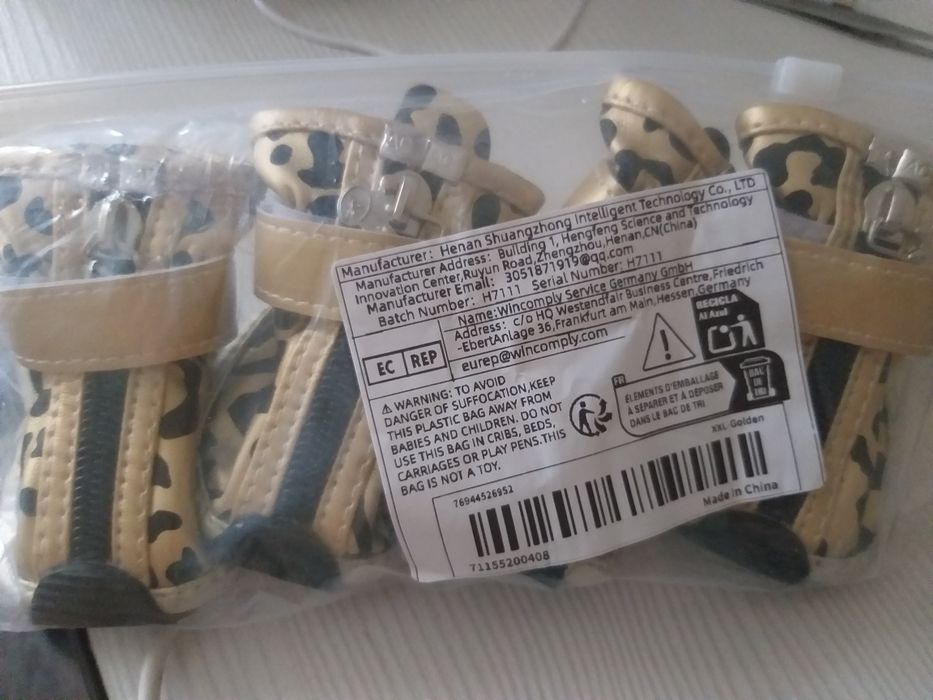 Manufacturer: Henan Shuangzhong Intelligent Technology Co., LTD
Manufacturer Address: Building 1, Hengfeng Science and Technology
Innovation Center,Ruyun Road,Zhengzhou,Henan,CN(China)
Manufacturer Email: 3051871919@qq.com
Batch Number: H7111 Serial Number: H7111
EC REP
Name:Wincomply Service Germany GmbH
Address: c/o HQ Westendfair Business Centre,Friedrich
-EbertAnlage 36,Frankfurt am Main,Hessen,Germany
eurep@wincomply.com
WARNING: TO AVOID
DANGER OF SUFFOCATION,KEEP
THIS PLASTIC BAG AWAY FROM
BABIES AND CHILDREN. DO NOT
USE THIS BAG IN CRIBS, BEDS,
CARRIAGES OR PLAY PENS.THIS
BAG IS NOT A TOY.
RECICLA
Al Azul
FR
ÉLÉMENTS D'EMBALLAGE
À SÉPARER ET À DÉPOSER
DANS LE BAC DE TRI
BAC
DE
TRI
XXL Golden
76944526952
71155200408
Made in China